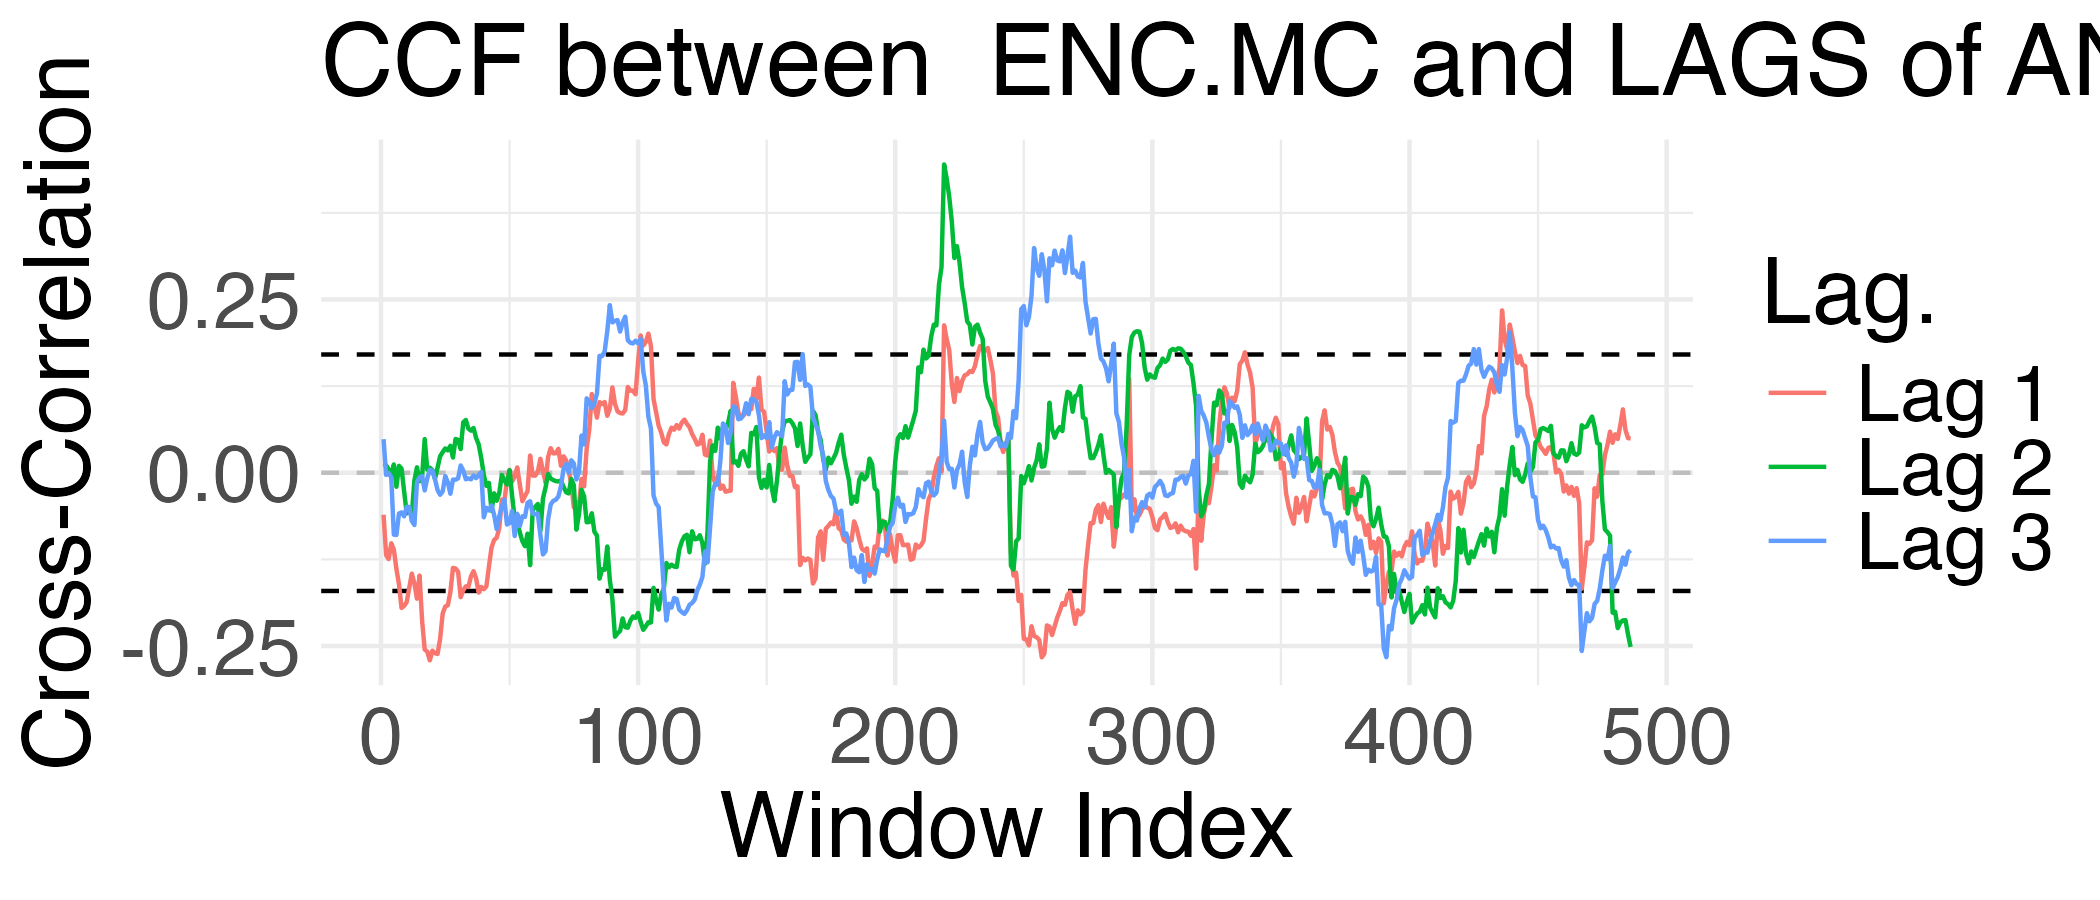 CCF between ENC.MC and LAGS of AN
Cross-Correlation
0.25
0.00
-0.25
0 100 200 300 400 500
Window Index
Lag.
Lag 1
Lag 2
Lag 3